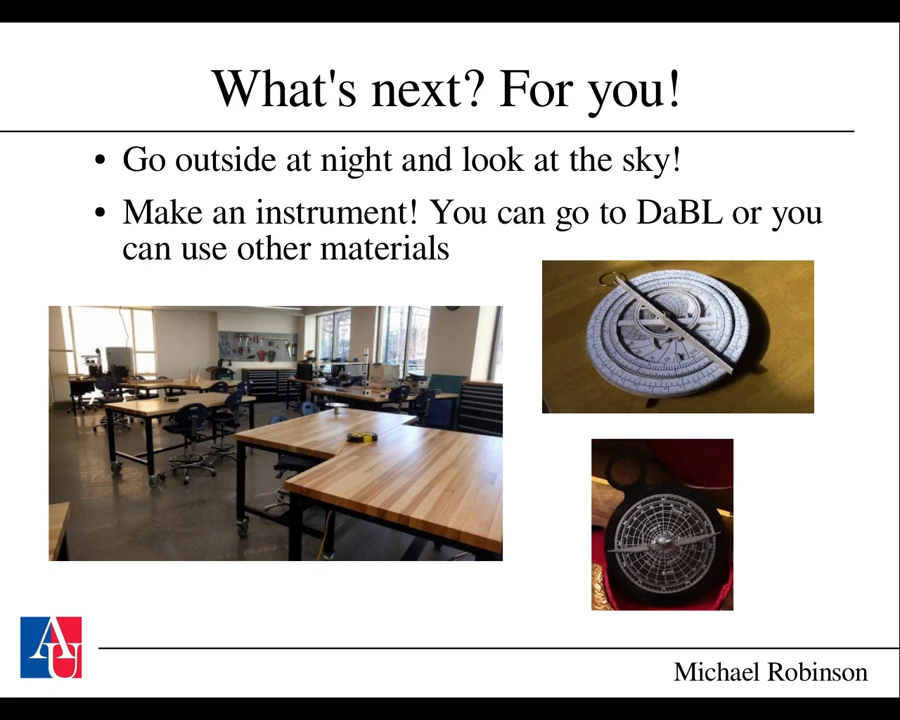 What's next? For you!
• Go outside at night and look at the sky!
• Make an instrument! You can go to DaBL or you
can use other materials
AU
Michael Robinson